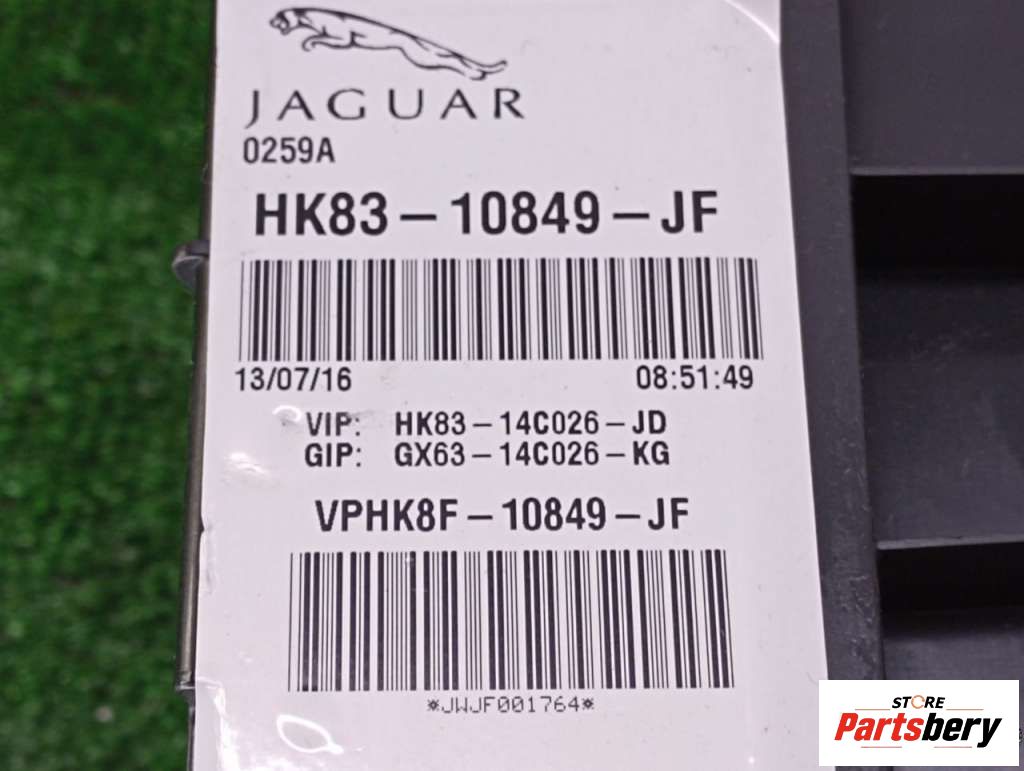 JAGUAR
0259A
HK83-10849-JF
13/07/16 08:51:49
VIP: HK83-14C026-JD
GIP: GX63-14C026-KG
VPHK8F-10849-JF
*JWJF001764*
STORE
Partsbery